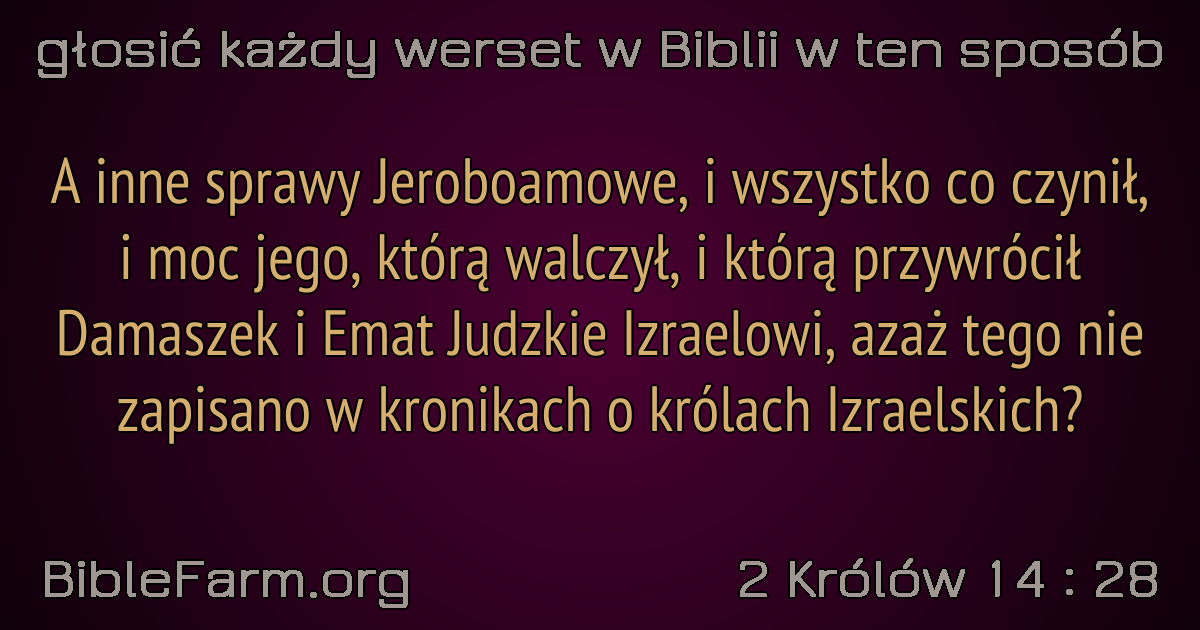 głosić każdy werset w Biblii w ten sposób
A inne sprawy Jeroboamowe, i wszystko co czynił,
i moc jego, którą walczył, i którą przywrócił
Damaszek i Emat Judzkie Izraelowi, azaż tego nie
zapisano w kronikach o królach Izraelskich?
BibleFarm.org
2 Królów 14 : 28